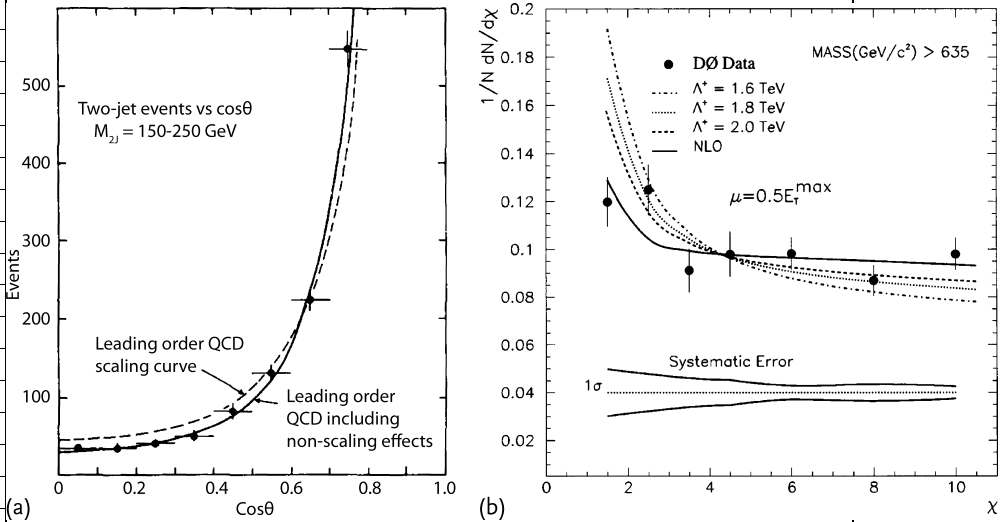 Two-jet events vs cosθ
M2J = 150-250 GeV
Events
500
400
300
200
100
Leading order QCD
scaling curve
Leading order
QCD including
non-scaling effects
0
0.2
0.4
0.6
0.8
1.0
Cosθ
(a)
1/N dN/dχ
0.2
0.18
0.16
0.14
0.12
0.1
0.08
0.06
0.04
0.02
MASS(GeV/c²) > 635
DØ Data
Λ⁺ = 1.6 TeV
Λ⁺ = 1.8 TeV
Λ⁺ = 2.0 TeV
NLO
μ=0.5E_T^max
Systematic Error
1σ
0
2
4
6
8
10
χ
(b)